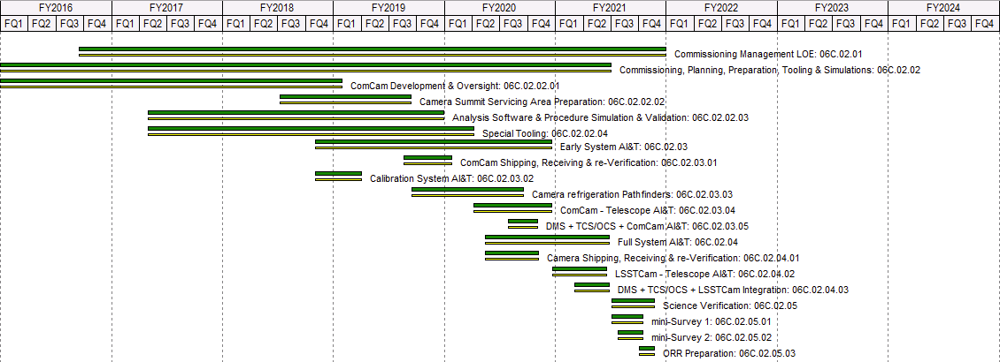 FY2016 FY2017 FY2018 FY2019 FY2020 FY2021 FY2022 FY2023 FY2024
FQ1 FQ2 FQ3 FQ4 FQ1 FQ2 FQ3 FQ4 FQ1 FQ2 FQ3 FQ4 FQ1 FQ2 FQ3 FQ4 FQ1 FQ2 FQ3 FQ4 FQ1 FQ2 FQ3 FQ4 FQ1 FQ2 FQ3 FQ4 FQ1 FQ2 FQ3 FQ4 FQ1 FQ2 FQ3 FQ4
Commissioning Management LOE: 06C.02.01
Commissioning, Planning, Preparation, Tooling & Simulations: 06C.02.02
ComCam Development & Oversight: 06C.02.02.01
Camera Summit Servicing Area Preparation: 06C.02.02.02
Analysis Software & Procedure Simulation & Validation: 06C.02.02.03
Special Tooling: 06C.02.02.04
Early System AI&T: 06C.02.03
ComCam Shipping, Receiving & re-Verification: 06C.02.03.01
Calibration System AI&T: 06C.02.03.02
Camera refrigeration Pathfinders: 06C.02.03.03
ComCam - Telescope AI&T: 06C.02.03.04
DMS + TCS/OCS + ComCam AI&T: 06C.02.03.05
Full System AI&T: 06C.02.04
Camera Shipping, Receiving & re-Verification: 06C.02.04.01
LSSTCam - Telescope AI&T: 06C.02.04.02
DMS + TCS/OCS + LSSTCam Integration: 06C.02.04.03
Science Verification: 06C.02.05
mini-Survey 1: 06C.02.05.01
mini-Survey 2: 06C.02.05.02
ORR Preparation: 06C.02.05.03